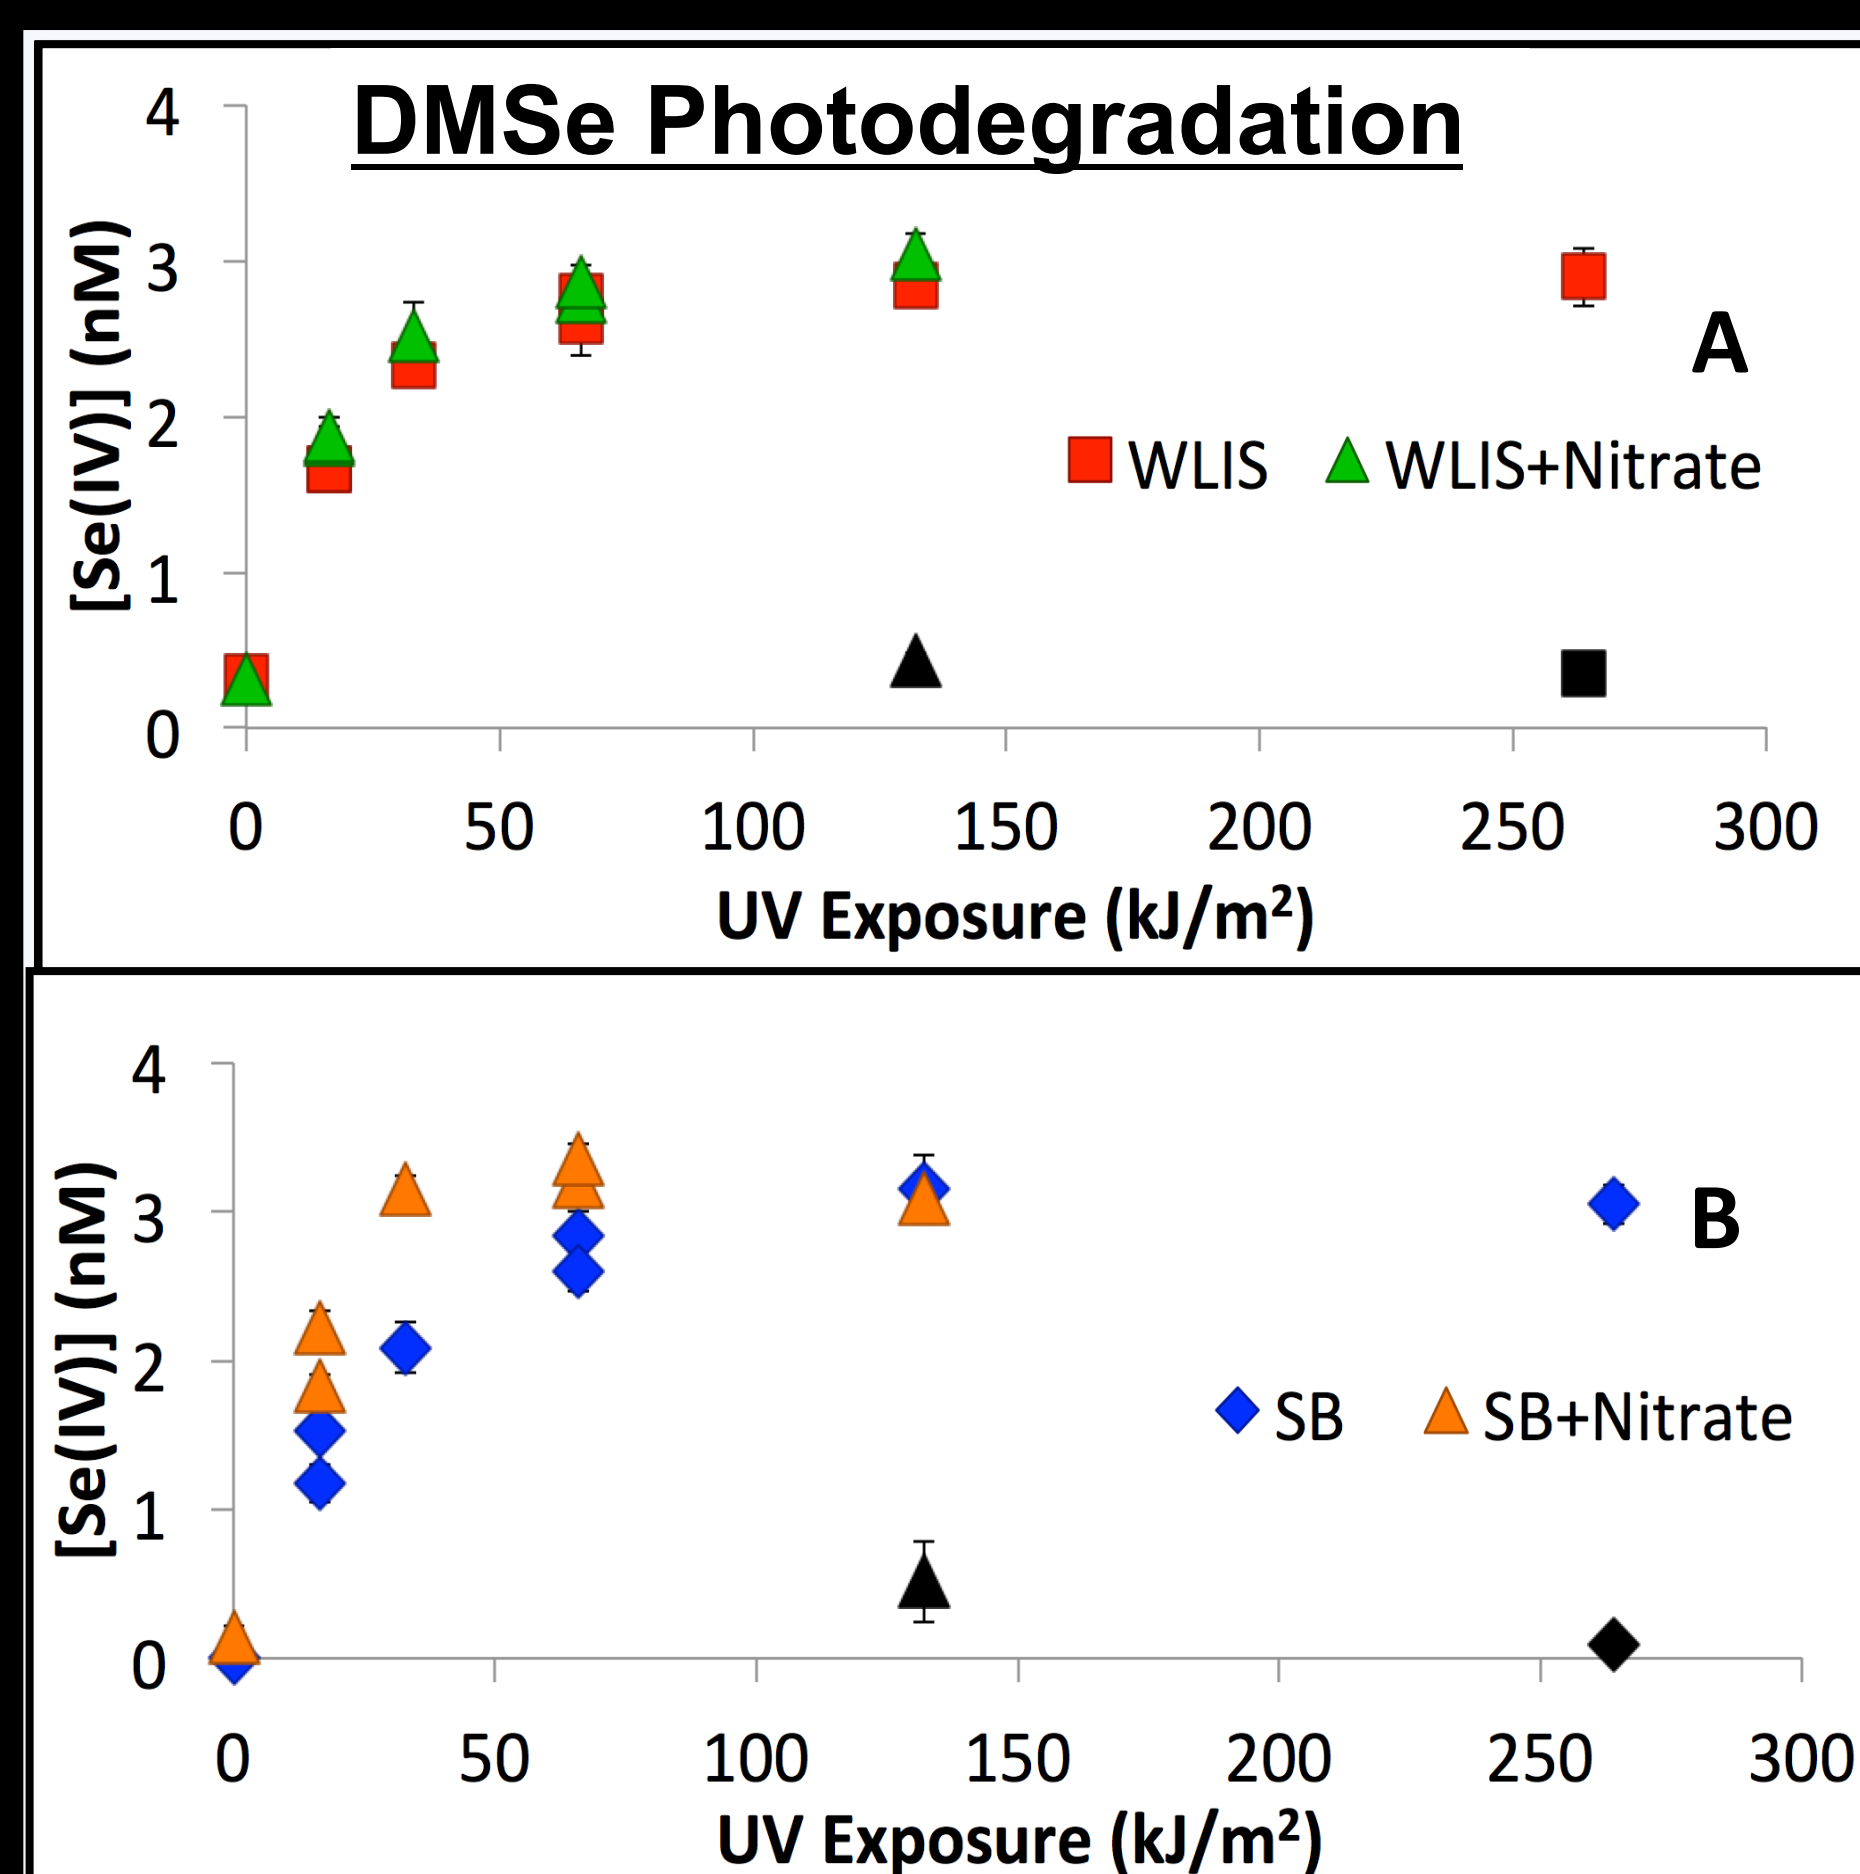 DMSe Photodegradation
4
3
2
1
0
[Se(IV)] (nM)
A
WLIS WLIS+Nitrate
0 50 100 150 200 250 300
UV Exposure (kJ/m²)
4
3
2
1
0
[Se(IV)] (nM)
B
SB SB+Nitrate
0 50 100 150 200 250 300
UV Exposure (kJ/m²)